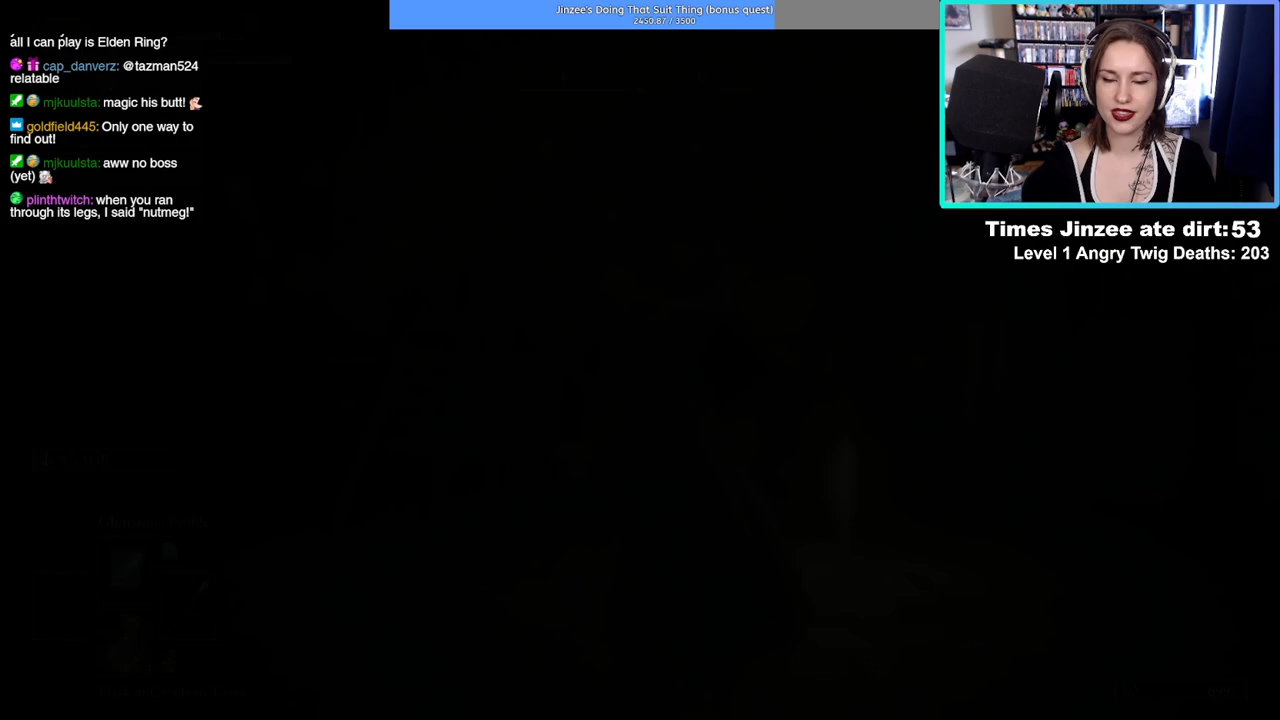 Jinzee's Doing That Suit Thing (bonus quest)
2450.87 / 3500
all I can play is Elden Ring?
cap_danverz: @tazman524
relatable
mjkuulsta: magic his butt!
goldfield445: Only one way to
find out!
mjkuulsta: aww no boss
(yet)
plinthtwitch: when you ran
through its legs, I said "nutmeg!"
Times Jinzee ate dirt:53
Level 1 Angry Twig Deaths: 203